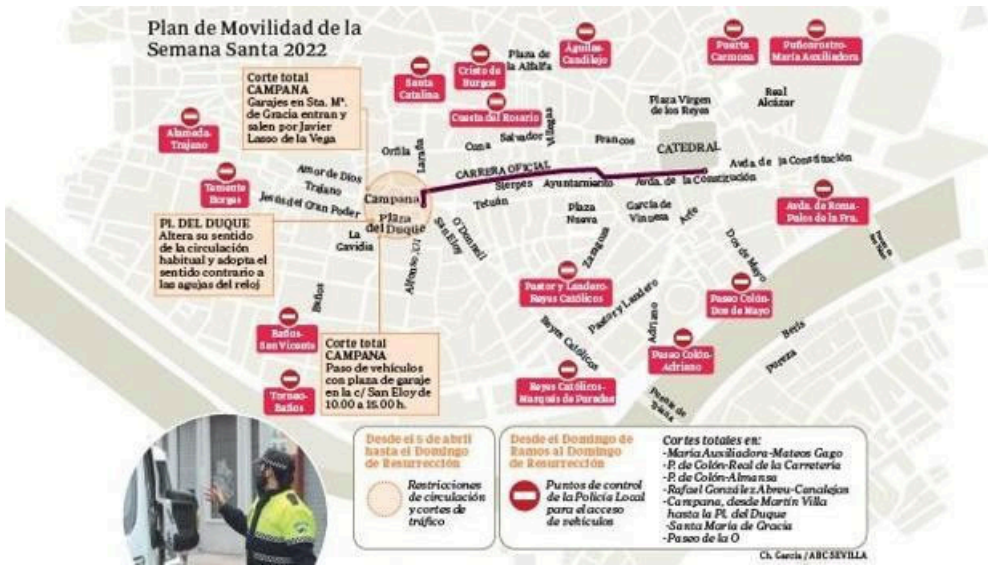 Plan de Movilidad de la
Semana Santa 2022
Corte total
CAMPANA
Garajes en Sta. Mª.
de Gracia entran y
salen por Javier
Lasso de la Vega
Alameda-
Trajano
Santa
Catalina
Cristo de
Burgos
Plaza de
la Alfalfa
Águilas-
Candilejo
Puerta
Carmona
Puñonrostro-
María Auxiliadora
Cuesta del Rosario
Real
Alcázar
Plaza Virgen
de los Reyes
Orfila
Laraña
Cuna
Salvador
Villegas
Francos
CATEDRAL
CARRERA OFICIAL
Sierpes
Ayuntamiento
Avda. de la Constitución
Avda. de la Constitución
Teniente
Borges
Amor de Dios
Trajano
Jesús del Gran Poder
Campana
Plaza
del Duque
La
Gavidia
Alfonso XII
San Eloy
O'Donnell
Tetuán
Plaza
Nueva
Zaragoza
García de
Vinuesa
Arfe
Avda. de Roma-
Palos de la Fra.
Dos de Mayo
PL. DEL DUQUE
Altera su sentido
de la circulación
habitual y adopta el
sentido contrario a
las agujas del reloj
Baños
Baños-
San Vicente
Torneo-
Baños
Corte total
CAMPANA
Paso de vehículos
con plaza de garaje
en la c/ San Eloy de
10.00 a 15.00 h.
Pastor y Landero-
Reyes Católicos
Pastor y Landero
Reyes Católicos
Reyes Católicos-
Marqués de Paradas
Adriano
Paseo Colón-
Dos de Mayo
Paseo Colón-
Adriano
Puente de
Triana
Betis
Pureza
Desde el 5 de abril
hasta el Domingo
de Resurrección
Restricciones
de circulación
y cortes de
tráfico
Desde el Domingo de
Ramos al Domingo
de Resurrección
Puntos de control
de la Policía Local
para el acceso
de vehículos
Cortes totales en:
-María Auxiliadora-Mateos Gago
-P. de Colón-Real de la Carretería
-P. de Colón-Almansa
-Rafael González Abreu-Canalejas
-Campana, desde Martín Villa
hasta la Pl. del Duque
-Santa María de Gracia
-Paseo de la O
Ch. García / ABC SEVILLA